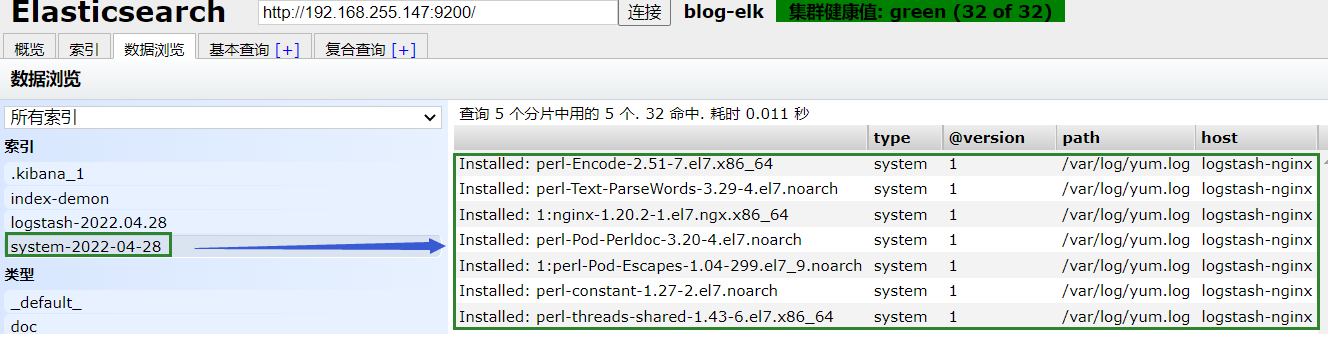 Elasticsearch http://192.168.255.147:9200/ 连接 blog-elk 集群健康值: green (32 of 32)
概览 索引 数据浏览 基本查询 [+] 复合查询 [+]
数据浏览
所有索引
索引
.kibana_1
index-demon
logstash-2022.04.28
system-2022-04-28
类型
_default_
doc
查询 5 个分片中用的 5 个. 32 命中. 耗时 0.011 秒
type @version path host
Installed: perl-Encode-2.51-7.el7.x86_64 system 1 /var/log/yum.log logstash-nginx
Installed: perl-Text-ParseWords-3.29-4.el7.noarch system 1 /var/log/yum.log logstash-nginx
Installed: 1:nginx-1.20.2-1.el7.ngx.x86_64 system 1 /var/log/yum.log logstash-nginx
Installed: perl-Pod-Perldoc-3.20-4.el7.noarch system 1 /var/log/yum.log logstash-nginx
Installed: 1:perl-Pod-Escapes-1.04-299.el7_9.noarch system 1 /var/log/yum.log logstash-nginx
Installed: perl-constant-1.27-2.el7.noarch system 1 /var/log/yum.log logstash-nginx
Installed: perl-threads-shared-1.43-6.el7.x86_64 system 1 /var/log/yum.log logstash-nginx